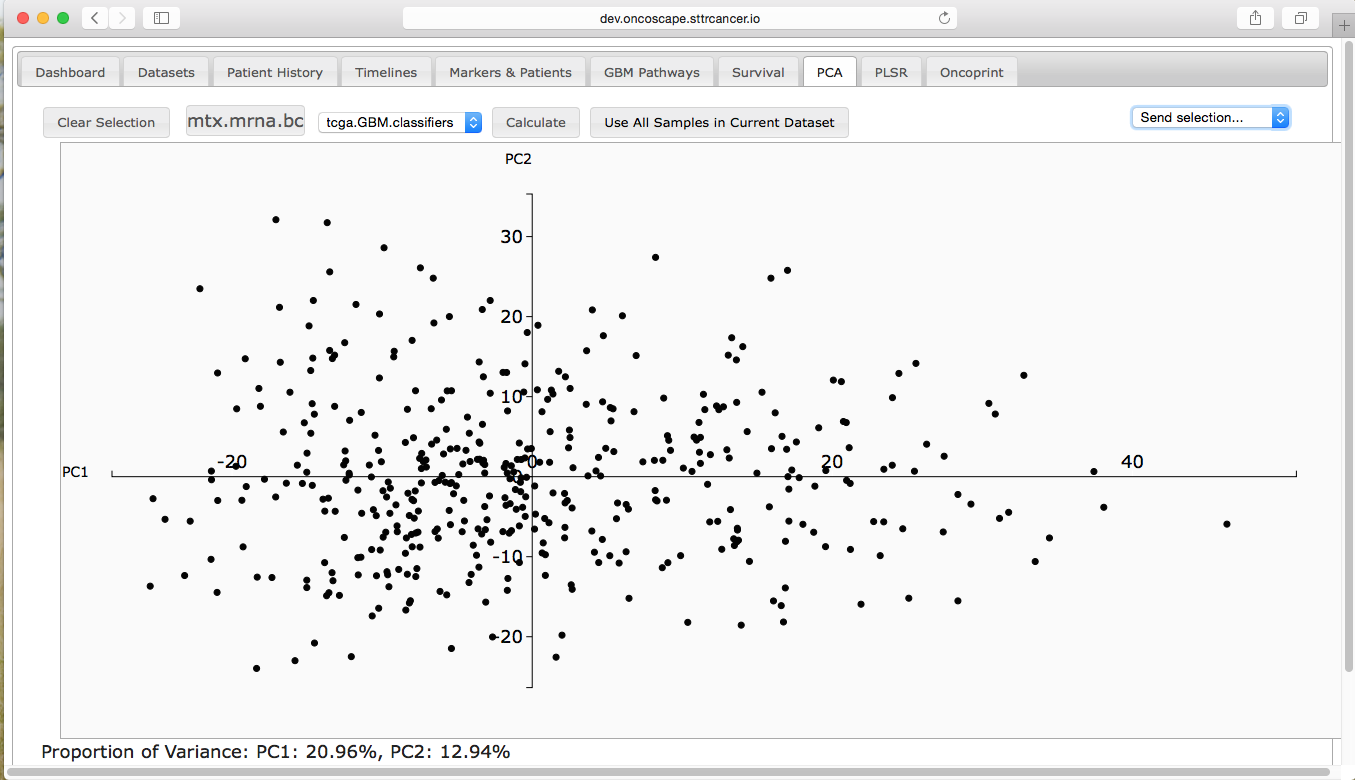 dev.oncoscape.sttrcancer.io
Dashboard Datasets Patient History Timelines Markers & Patients GBM Pathways Survival PCA PLSR Oncoprint
Clear Selection mtx.mrna.bc tcga.GBM.classifiers Calculate Use All Samples in Current Dataset Send selection...
PC2
30
20
10
-20 0 20 40
PC1 0
-10
-20
Proportion of Variance: PC1: 20.96%, PC2: 12.94%